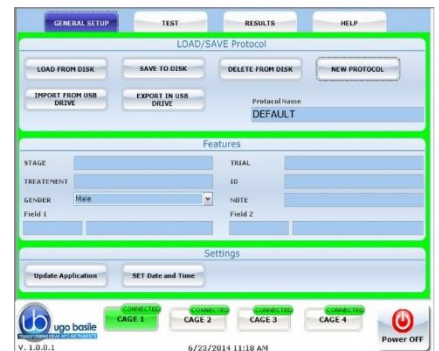 GENERAL SETUP TEST RESULTS HELP
LOAD/SAVE Protocol
LOAD FROM DISK SAVE TO DISK DELETE FROM DISK NEW PROTOCOL
IMPORT FROM USB DRIVE EXPORT IN USB DRIVE Protocol Name
DEFAULT
Features
STAGE TRIAL
TREATEMENT ID
GENDER Male NOTE
Field 1 Field 2
Settings
Update Application SET Date and Time
CONNECTED CONNECTED CONNECTED CONNECTED
CAGE 1 CAGE 2 CAGE 3 CAGE 4
ugo basile
Power OFF
V. 1.0.0.1 6/23/2014 11:18 AM